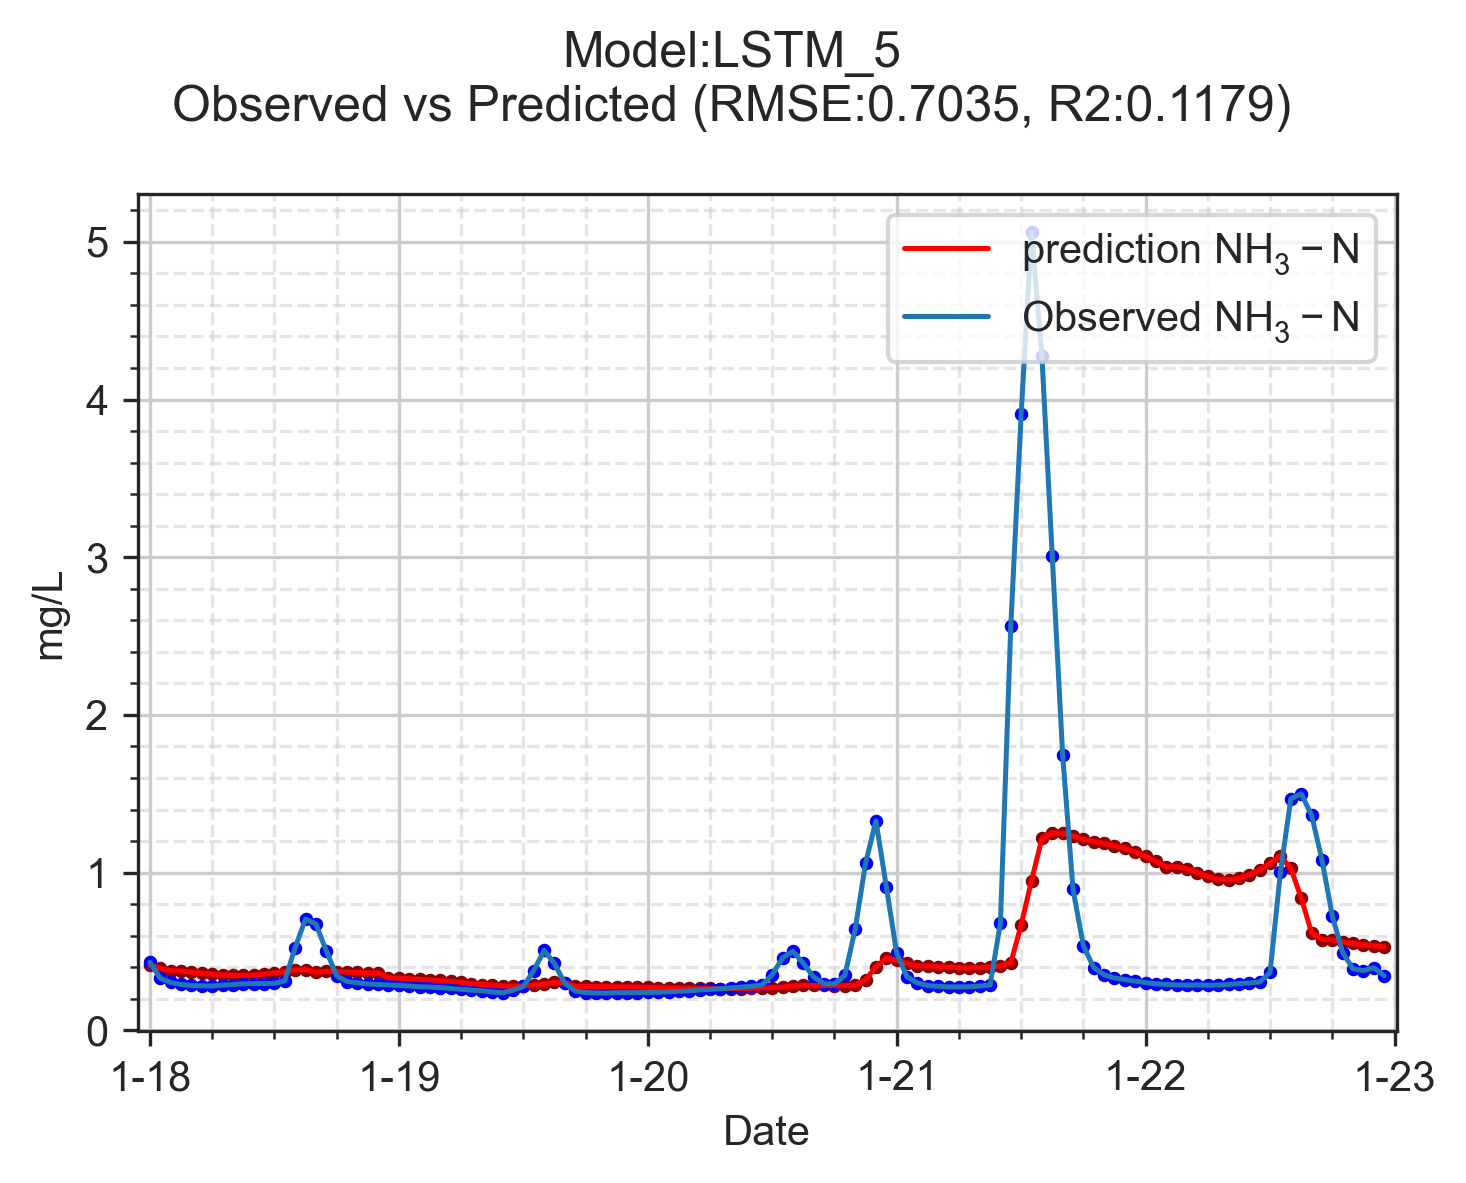 Model:LSTM_5
Observed vs Predicted (RMSE:0.7035, R2:0.1179)
prediction NH₃ − N
Observed NH₃ − N
5
4
3
2
1
0
mg/L
1-18 1-19 1-20 1-21 1-22 1-23
Date